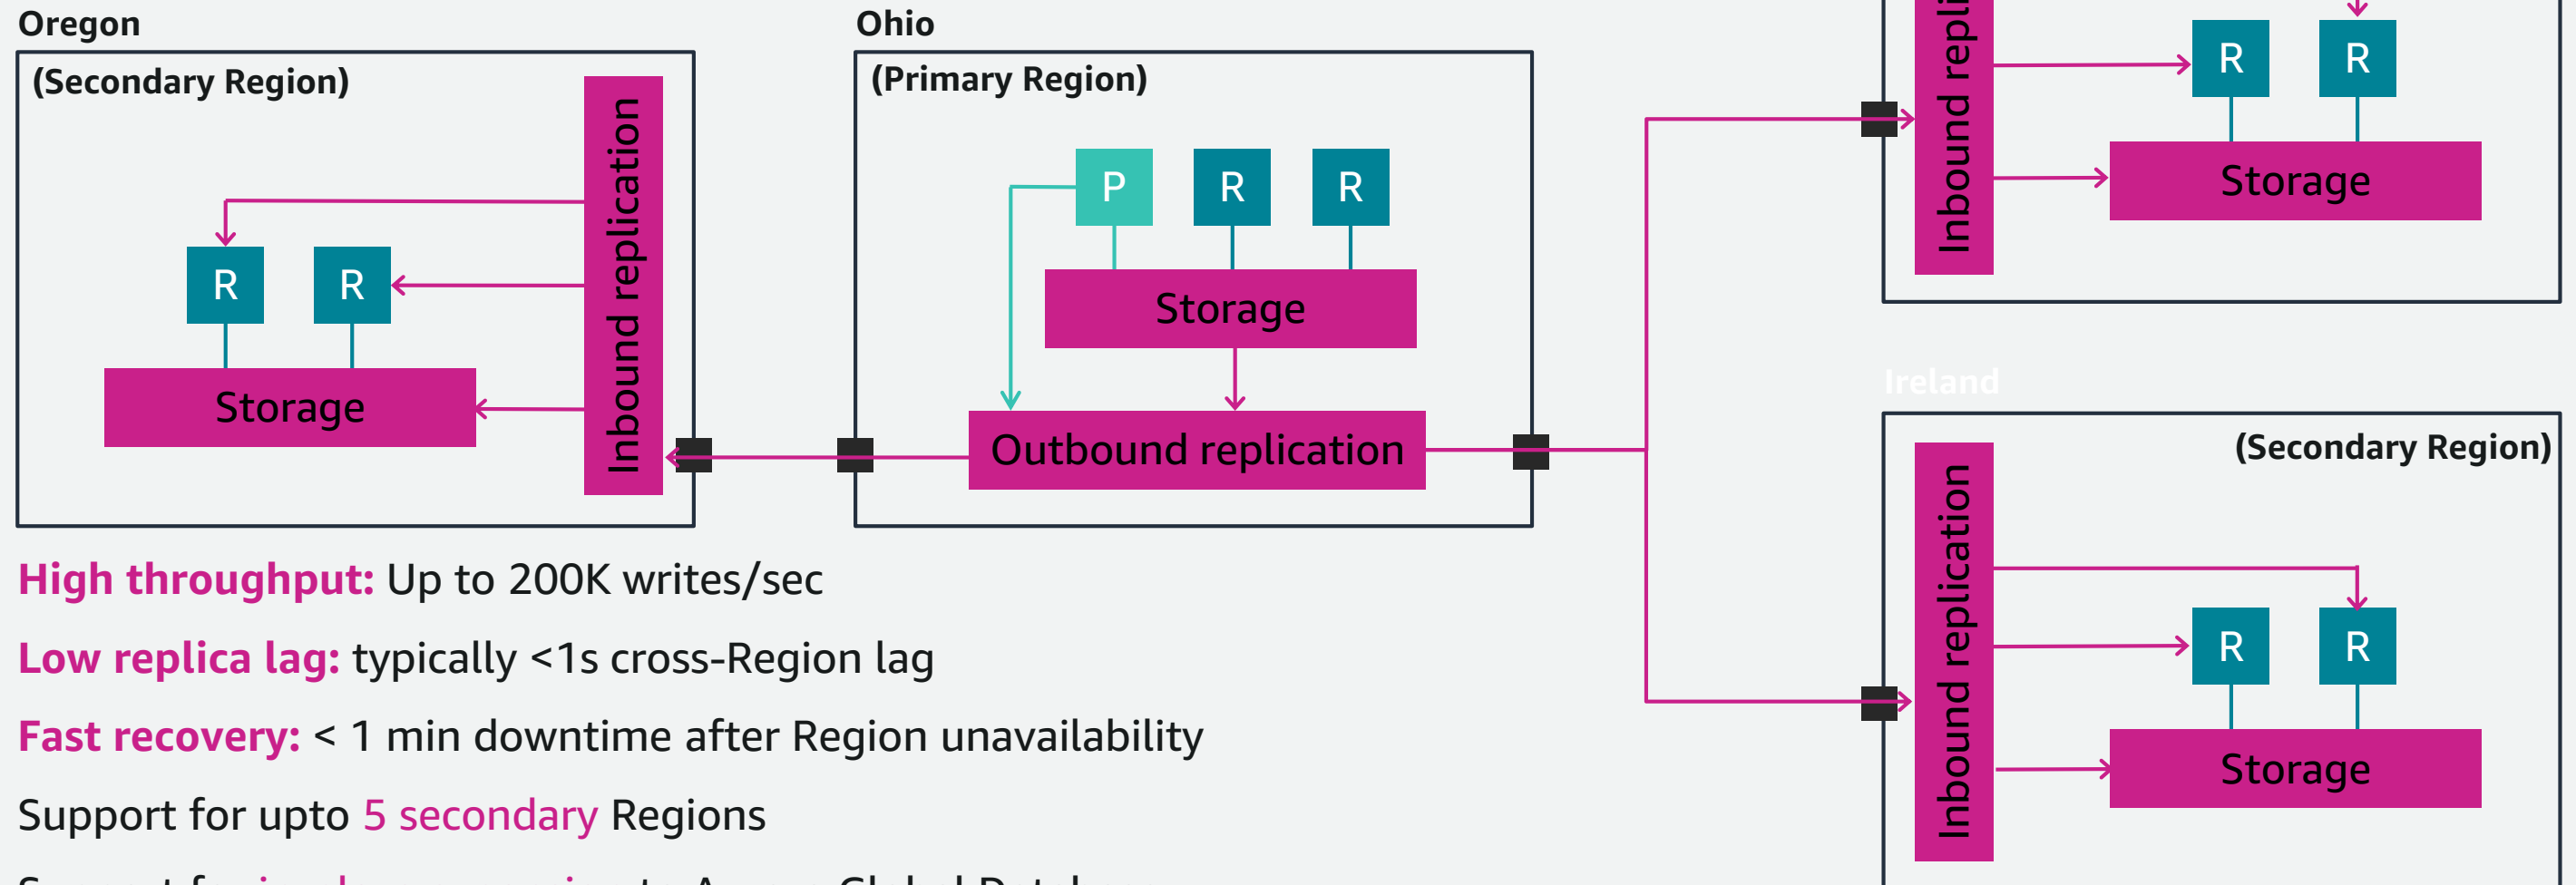 Oregon
(Secondary Region)
Inbound replication
R
R
Storage
Ohio
(Primary Region)
P
R
R
Storage
Outbound replication
R
R
Storage
Ireland
(Secondary Region)
Inbound replication
R
R
Storage
High throughput: Up to 200K writes/sec
Low replica lag: typically <1s cross-Region lag
Fast recovery: < 1 min downtime after Region unavailability
Support for upto 5 secondary Regions